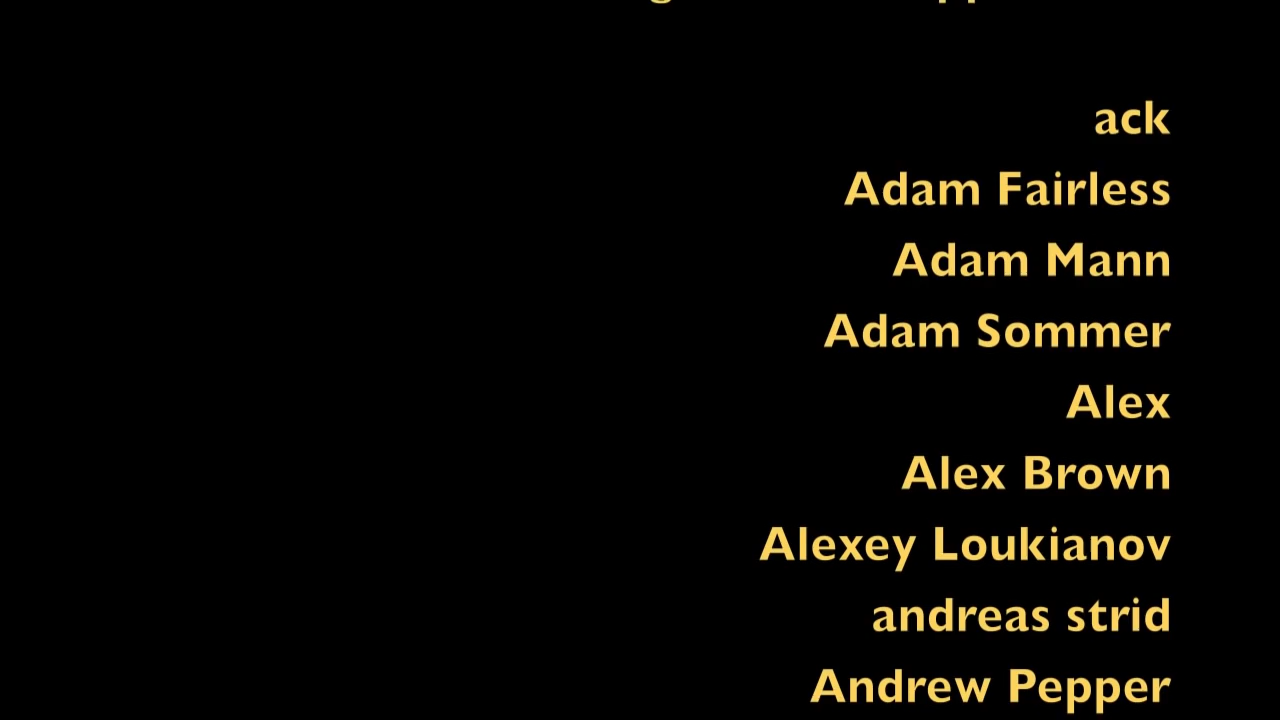 ack
Adam Fairless
Adam Mann
Adam Sommer
Alex
Alex Brown
Alexey Loukianov
andreas strid
Andrew Pepper